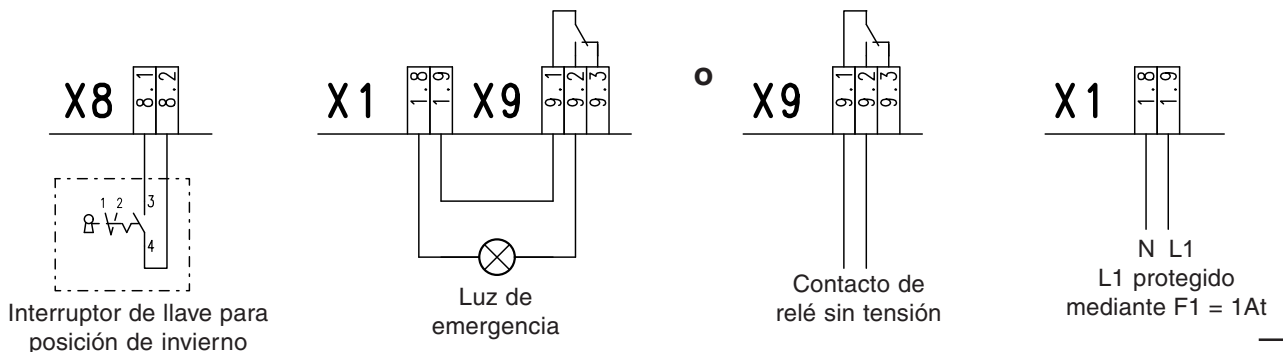 X8
8.1
8.2
1 2
3
4
Interruptor de llave para
posición de invierno
X1
1.8
1.9
X9
9.1
9.2
9.3
Luz de
emergencia
o
X9
9.1
9.2
9.3
Contacto de
relé sin tensión
X1
1.8
1.9
N L1
L1 protegido
mediante F1 = 1At